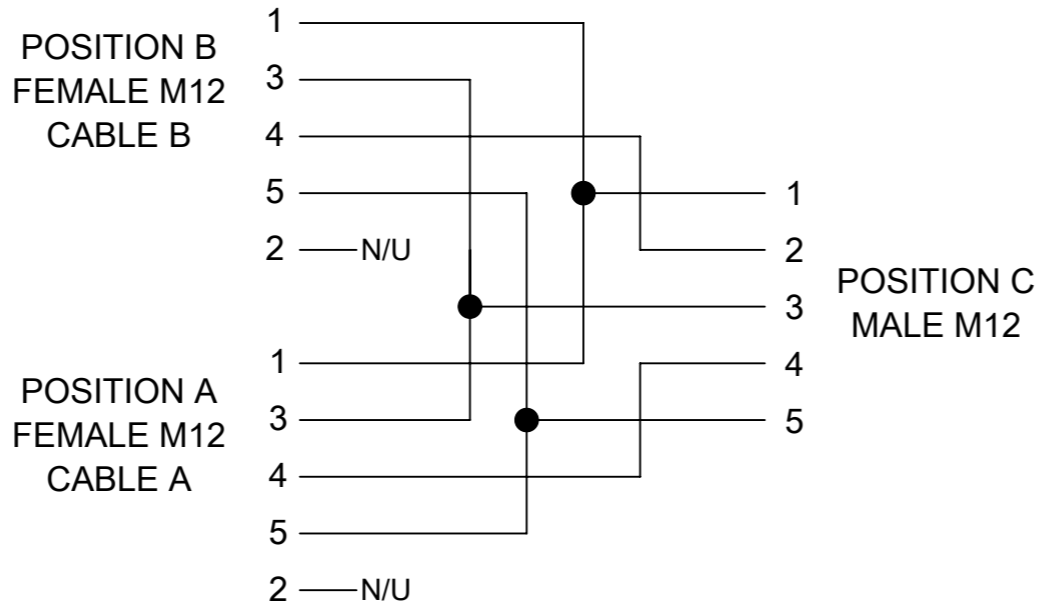 POSITION B
FEMALE M12
CABLE B
1
3
4
5
2 N/U
POSITION A
FEMALE M12
CABLE A
1
3
4
5
2 N/U
1
2
3
4
5
POSITION C
MALE M12